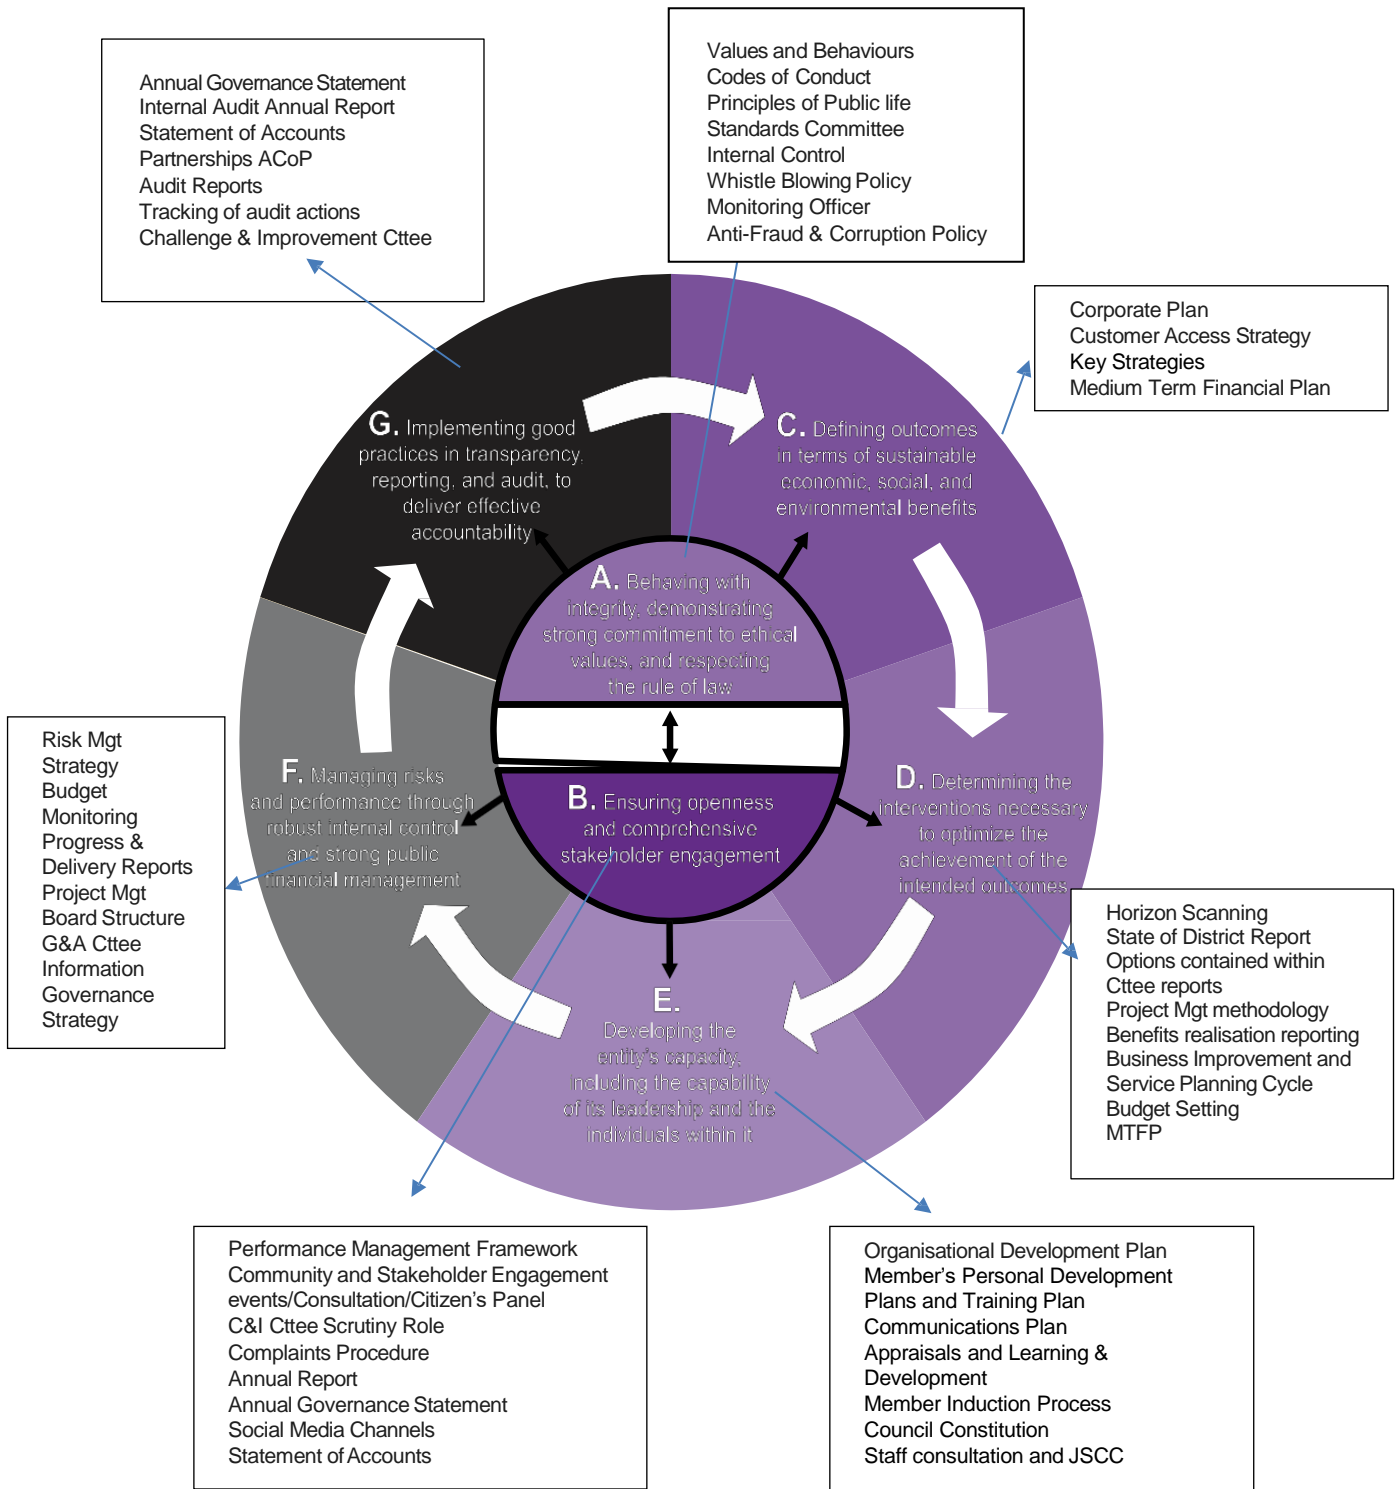 Values and Behaviours
Codes of Conduct
Principles of Public life
Standards Committee
Internal Control
Whistle Blowing Policy
Monitoring Officer
Anti-Fraud & Corruption Policy
Annual Governance Statement
Internal Audit Annual Report
Statement of Accounts
Partnerships ACoP
Audit Reports
Tracking of audit actions
Challenge & Improvement Cttee
Corporate Plan
Customer Access Strategy
Key Strategies
Medium Term Financial Plan
G. Implementing good
practices in transparency,
reporting, and audit, to
deliver effective
accountability
C. Defining outcomes
in terms of sustainable
economic, social, and
environmental benefits
A. Behaving with
integrity, demonstrating
strong commitment to ethical
values, and respecting
the rule of law
B. Ensuring openness
and comprehensive
stakeholder engagement
F. Managing risks
and performance through
robust internal control
and strong public
financial management
D. Determining the
interventions necessary
to optimize the
achievement of the
intended outcomes
E.
Developing the
entity's capacity,
including the capability
of its leadership and the
individuals within it
Risk Mgt
Strategy
Budget
Monitoring
Progress &
Delivery Reports
Project Mgt
Board Structure
G&A Cttee
Information
Governance
Strategy
Horizon Scanning
State of District Report
Options contained within
Cttee reports
Project Mgt methodology
Benefits realisation reporting
Business Improvement and
Service Planning Cycle
Budget Setting
MTFP
Performance Management Framework
Community and Stakeholder Engagement
events/Consultation/Citizen's Panel
C&I Cttee Scrutiny Role
Complaints Procedure
Annual Report
Annual Governance Statement
Social Media Channels
Statement of Accounts
Organisational Development Plan
Member's Personal Development
Plans and Training Plan
Communications Plan
Appraisals and Learning &
Development
Member Induction Process
Council Constitution
Staff consultation and JSCC